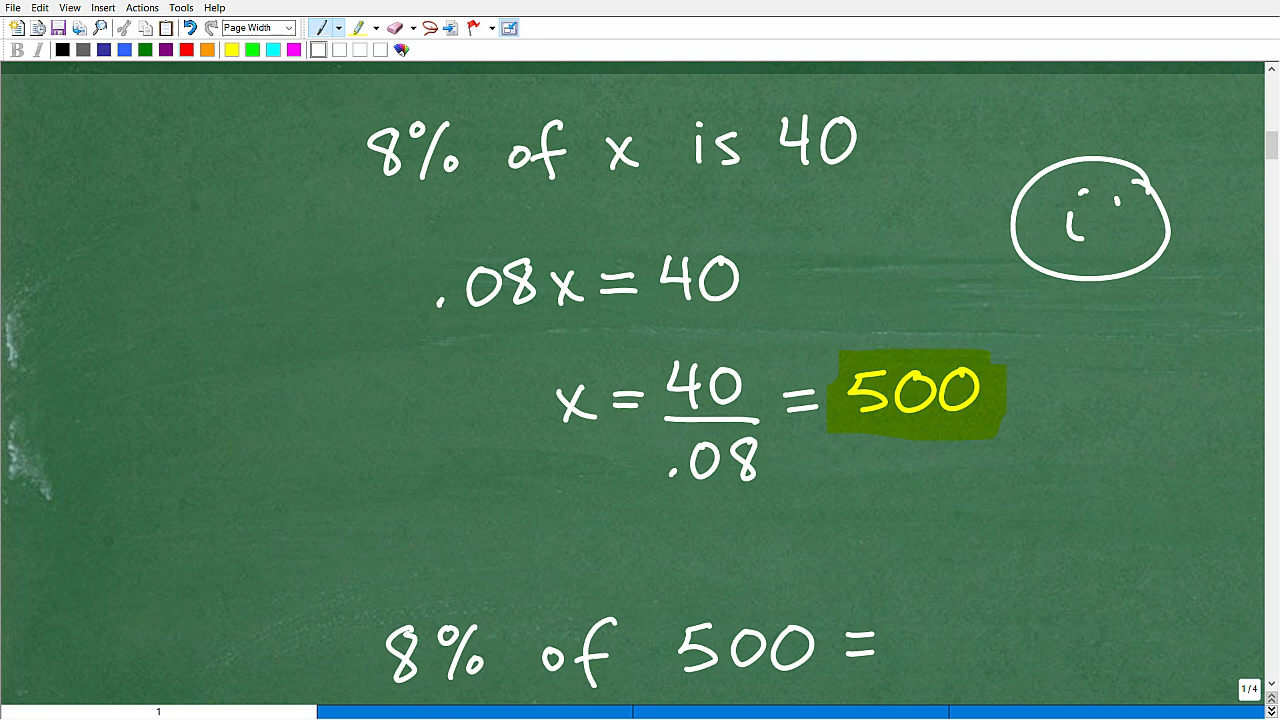 File Edit View Insert Actions Tools Help
Page Width
B I
8% of x is 40
.08x = 40
x = 40/.08 = 500
8% of 500 =
1/4
1